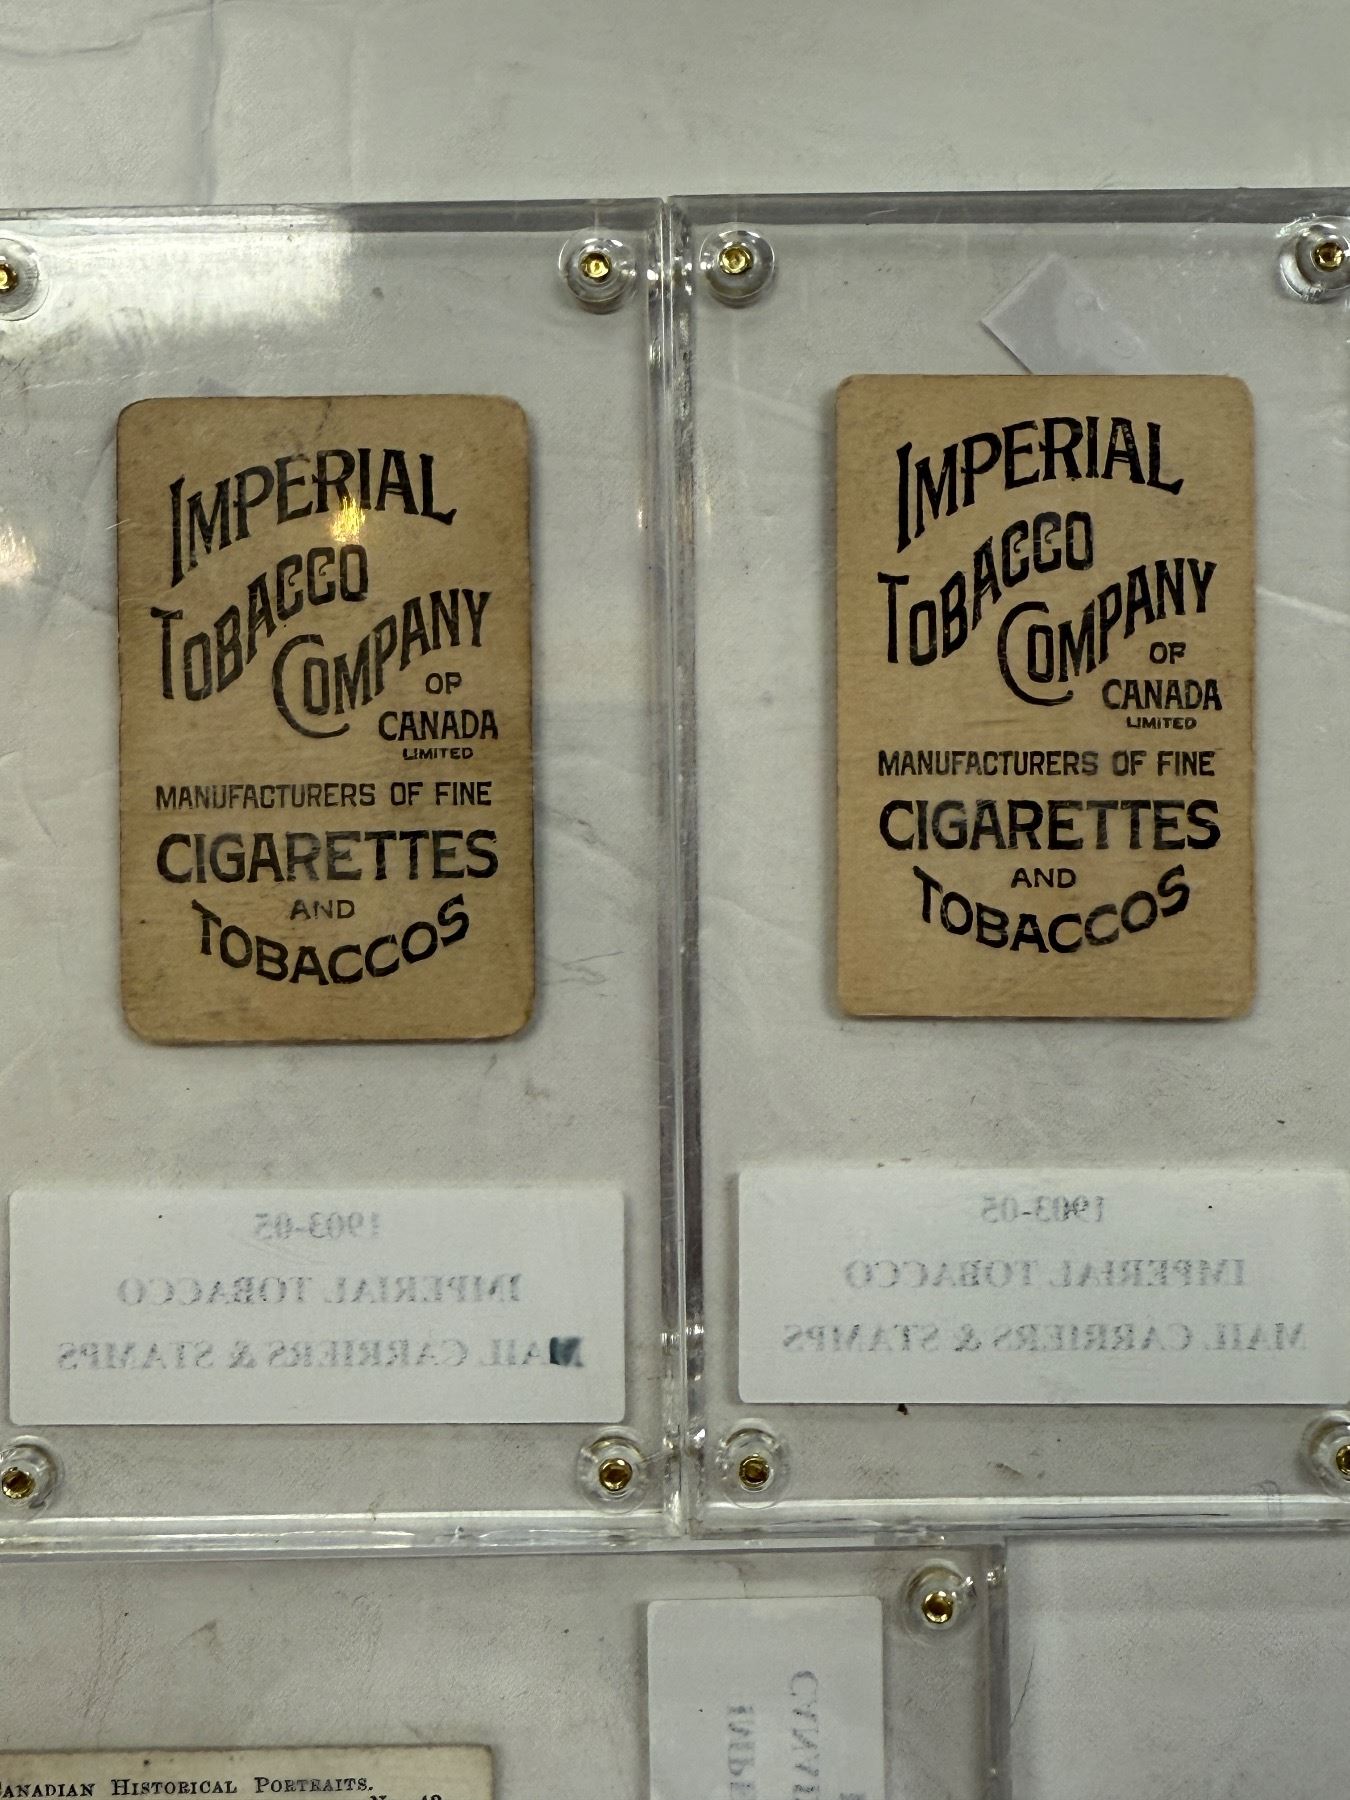 IMPERIAL
TOBACCO
COMPANY
OF
CANADA
LIMITED
MANUFACTURERS OF FINE
CIGARETTES
AND
TOBACCOS
1903-05
IMPERIAL TOBACCO
MAIL CARRIERS & STAMPS
IMPERIAL
TOBACCO
COMPANY
OF
CANADA
LIMITED
MANUFACTURERS OF FINE
CIGARETTES
AND
TOBACCOS
1903-05
IMPERIAL TOBACCO
MAIL CARRIERS & STAMPS
CANADIAN HISTORICAL PORTRAITS.